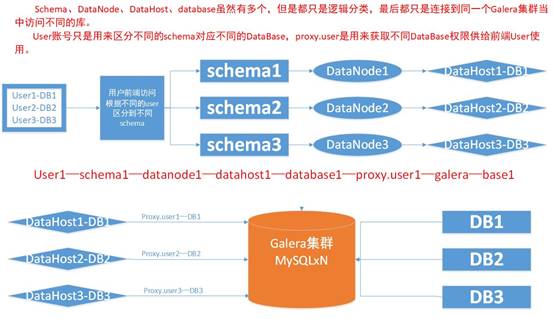 Schema、DataNode、DataHost、database虽然有多个，但是都只是逻辑分类，最后都只是连接到同一个Galera集群当
中访问不同的库。
User账号只是用来区分不同的schema对应不同的DataBase，proxy.user是用来获取不同DataBase权限供给前端User使
用。
User1-DB1
User2-DB2
User3-DB3
用户前端访问
根据不同的user
区分到不同
schema
schema1
DataNode1
DataHost1-DB1
schema2
DataNode2
DataHost2-DB2
schema3
DataNode3
DataHost3-DB3
User1—schema1—datanode1—datahost1—database1—proxy.user1—galera—base1
DataHost1-DB1
Proxy.user1—DB1
DataHost2-DB2
Proxy.user2—DB2
DataHost3-DB3
Proxy.user3—DB3
Galera集群
MySQLxN
DB1
DB2
DB3